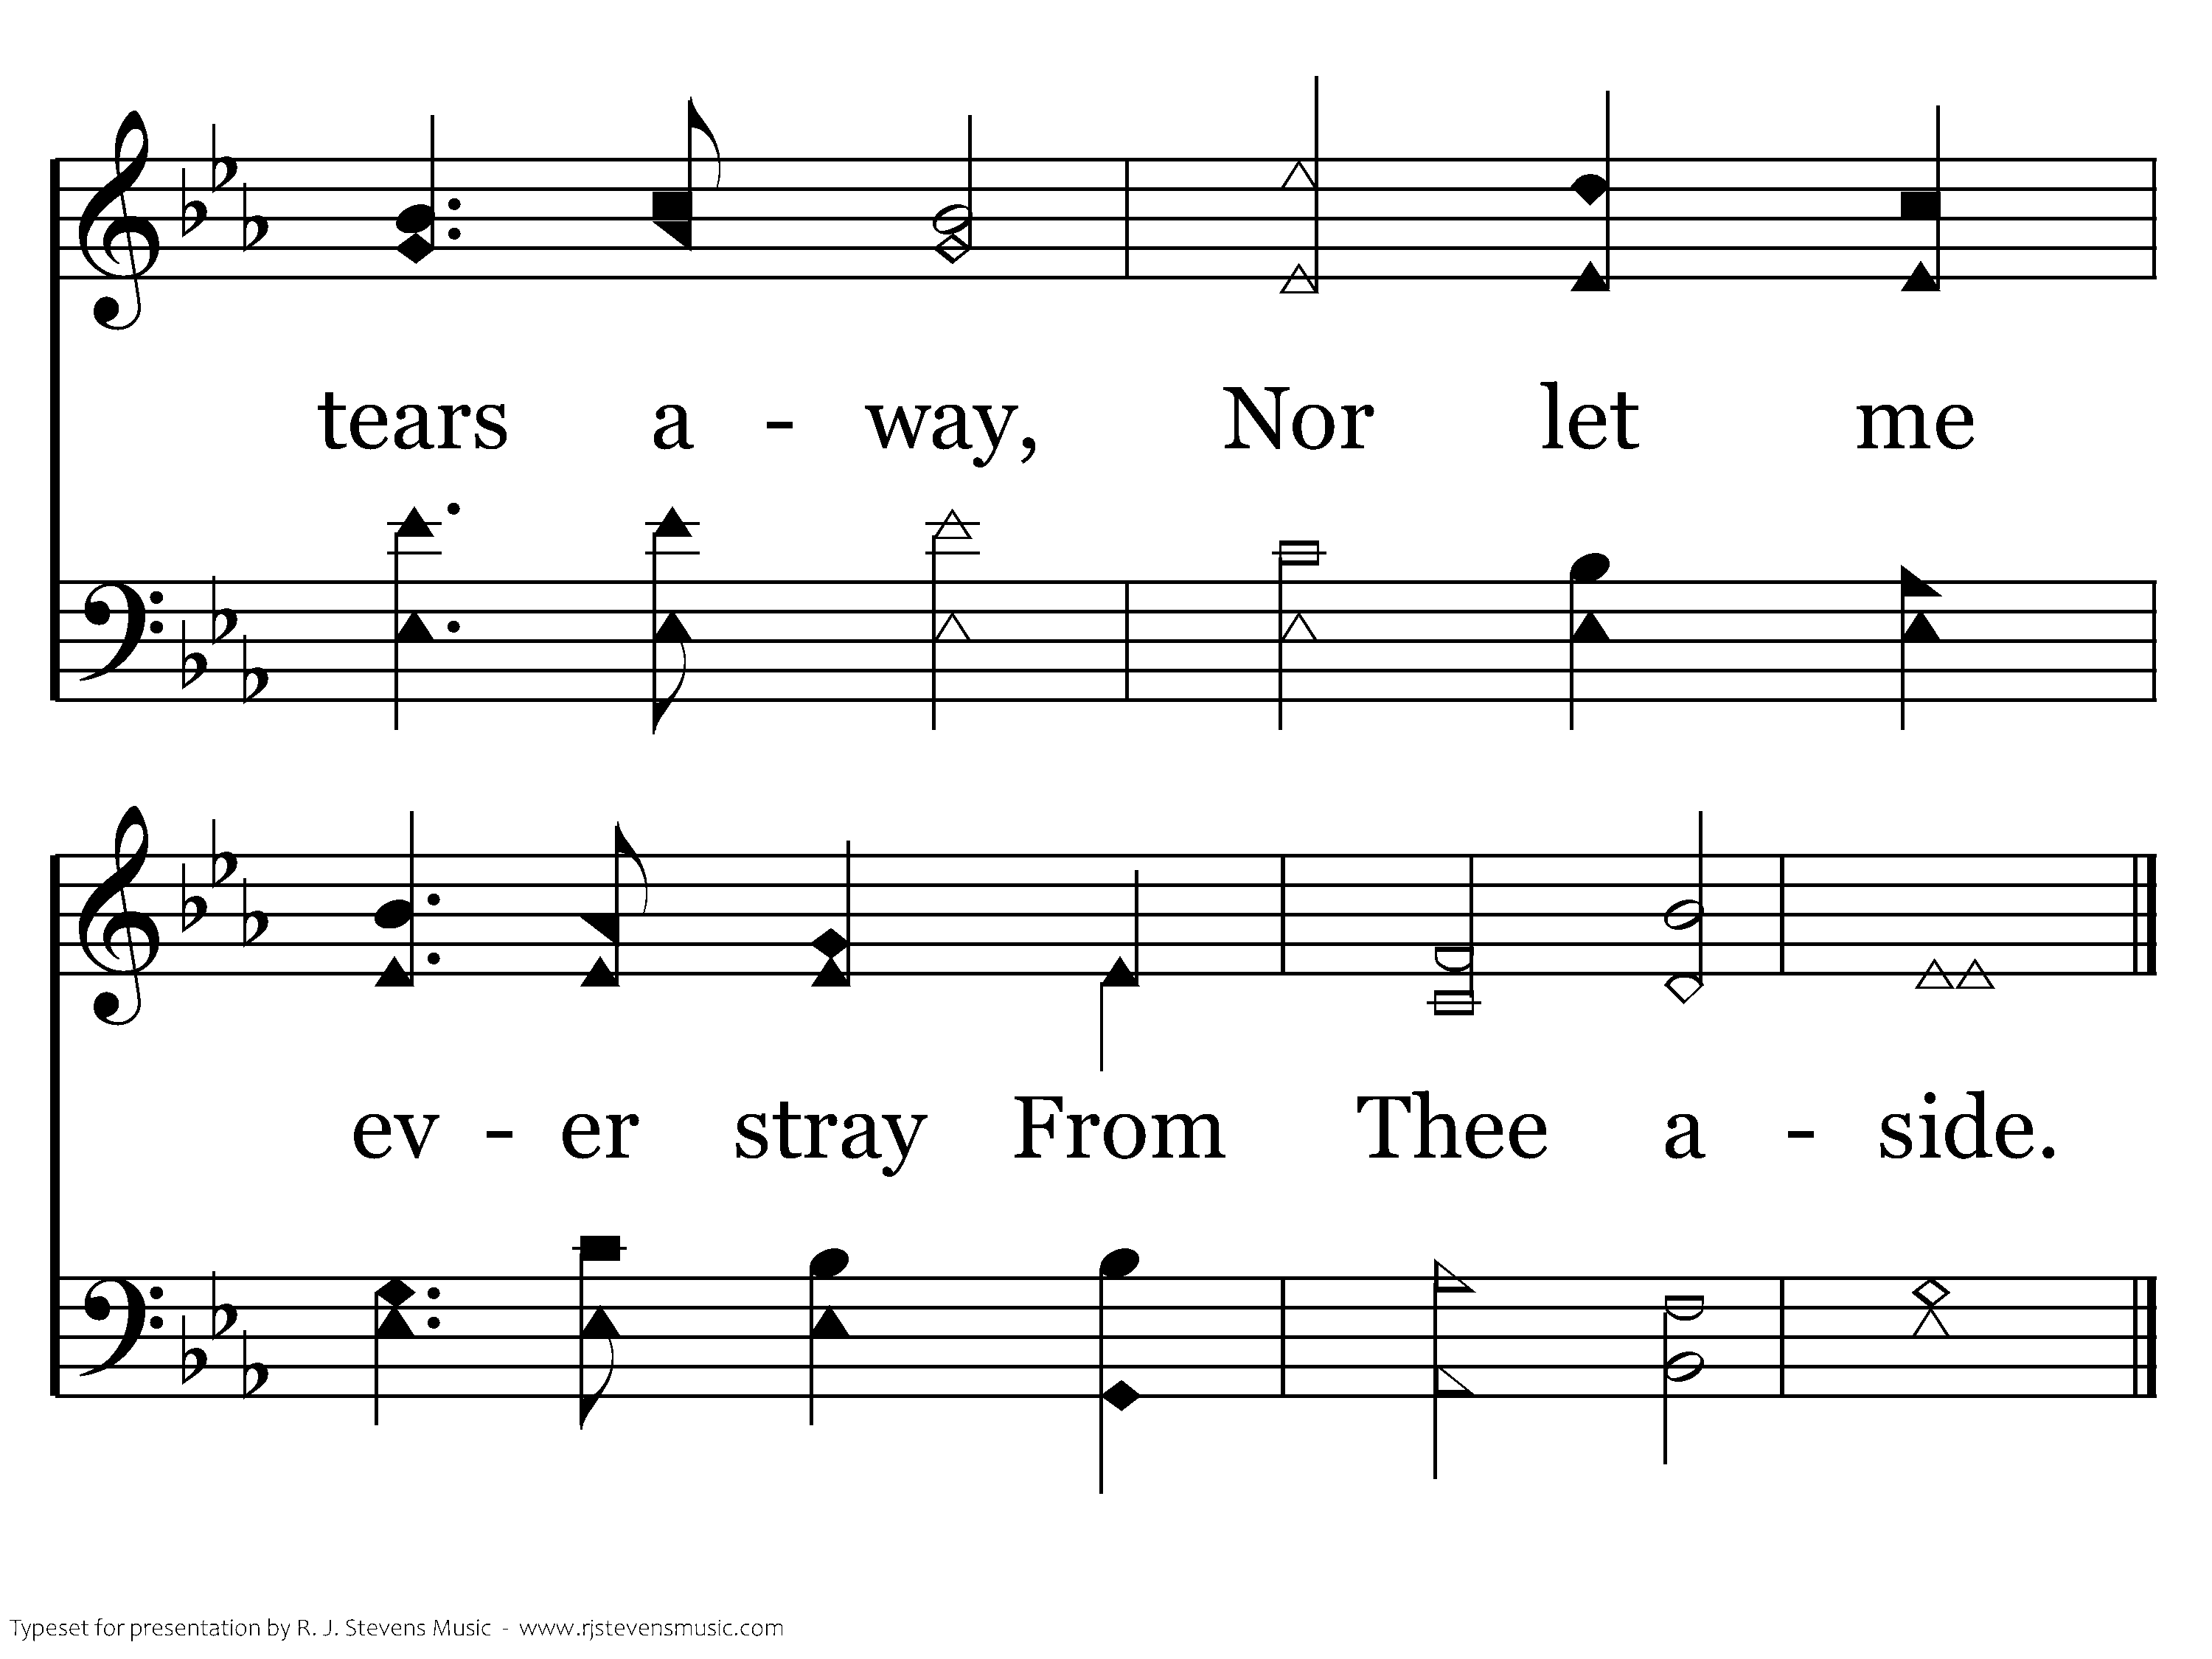 tears a - way, Nor let me
ev - er stray From Thee a - side.
Typeset for presentation by R. J. Stevens Music - www.rjstevensmusic.com